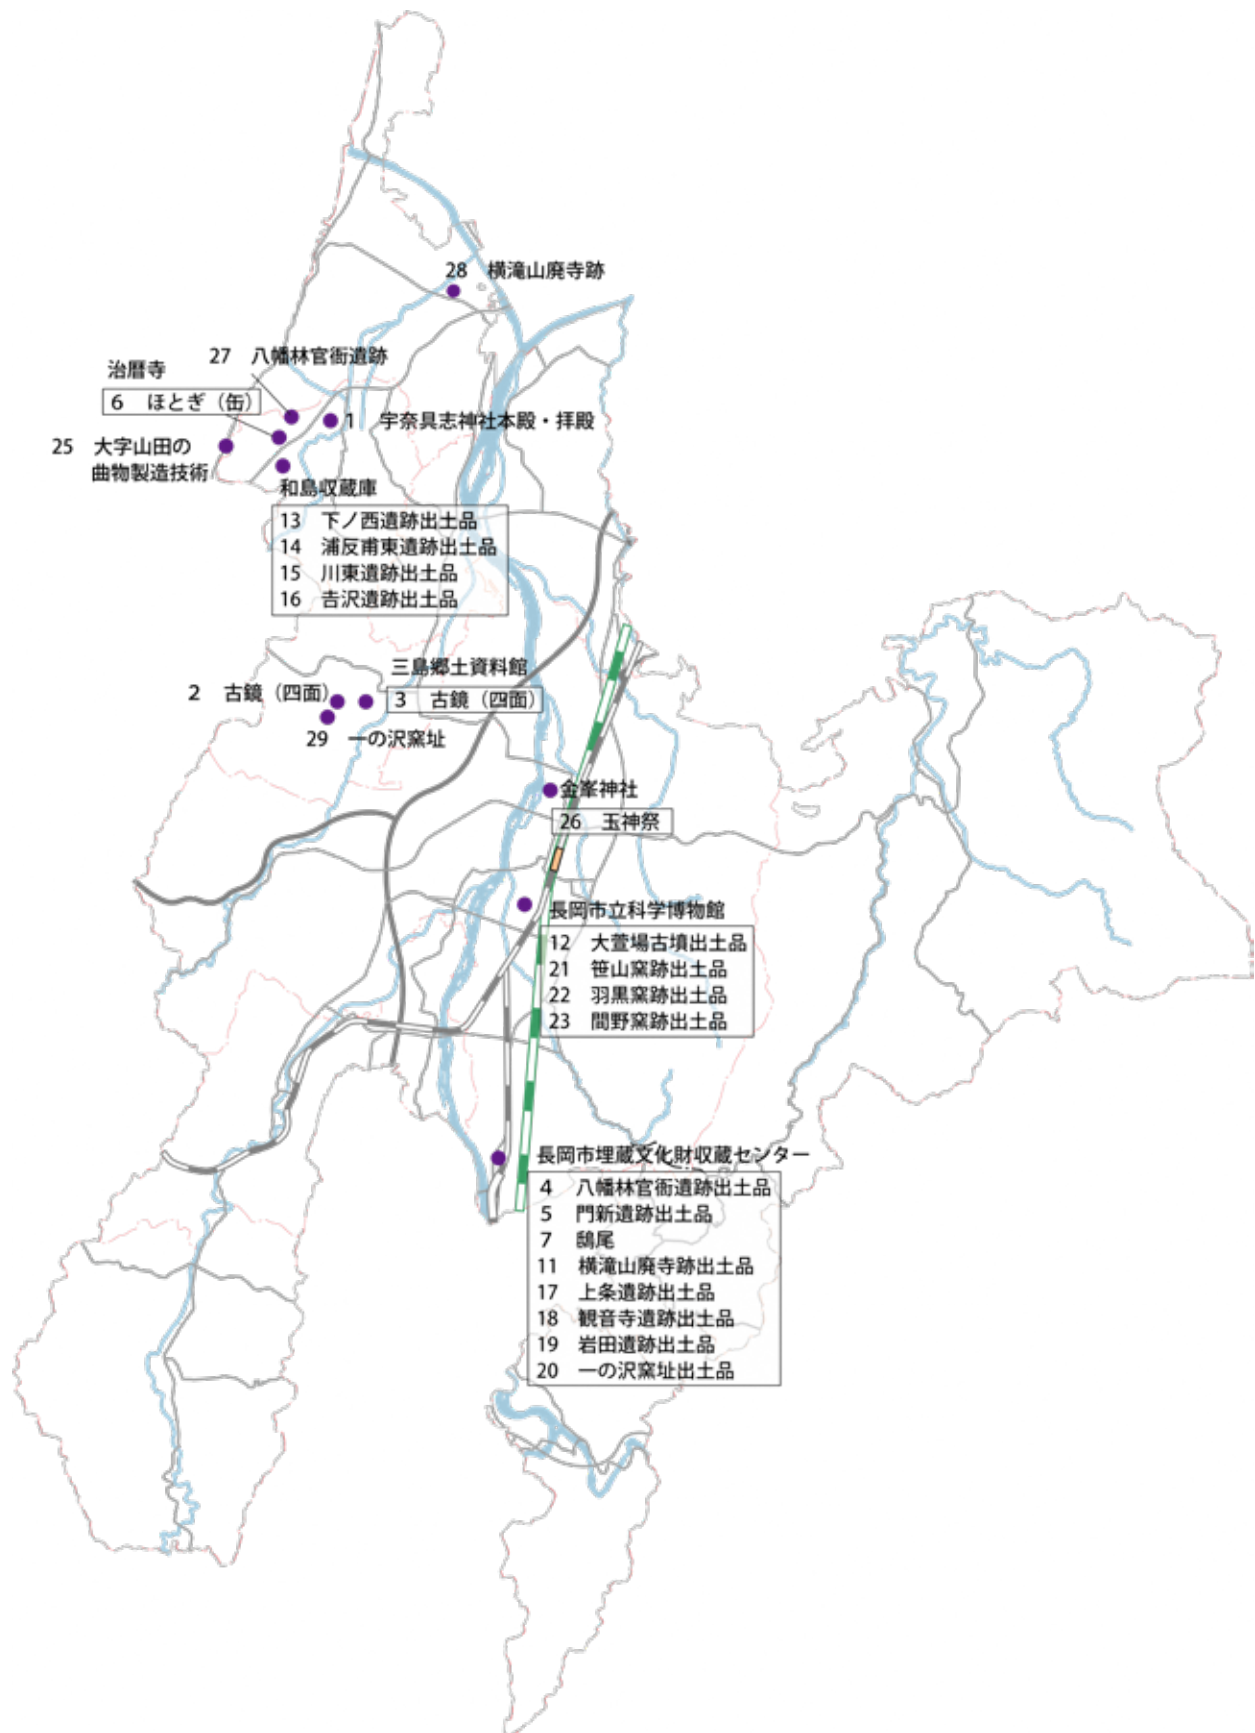 28　横滝山廃寺跡
27　八幡林官衙遺跡
治暦寺
6　ほとぎ（缶）
1　宇奈具志神社本殿・拝殿
25　大字山田の
曲物製造技術
和島収蔵庫
13　下ノ西遺跡出土品
14　浦反甫東遺跡出土品
15　川東遺跡出土品
16　𠮷沢遺跡出土品
三島郷土資料館
2　古鏡（四面）
3　古鏡（四面）
29　一の沢窯址
金峯神社
26　玉神祭
長岡市立科学博物館
12　大萱場古墳出土品
21　笹山窯跡出土品
22　羽黒窯跡出土品
23　間野窯跡出土品
長岡市埋蔵文化財収蔵センター
4　八幡林官衙遺跡出土品
5　門新遺跡出土品
7　鴟尾
11　横滝山廃寺跡出土品
17　上条遺跡出土品
18　観音寺遺跡出土品
19　岩田遺跡出土品
20　一の沢窯址出土品